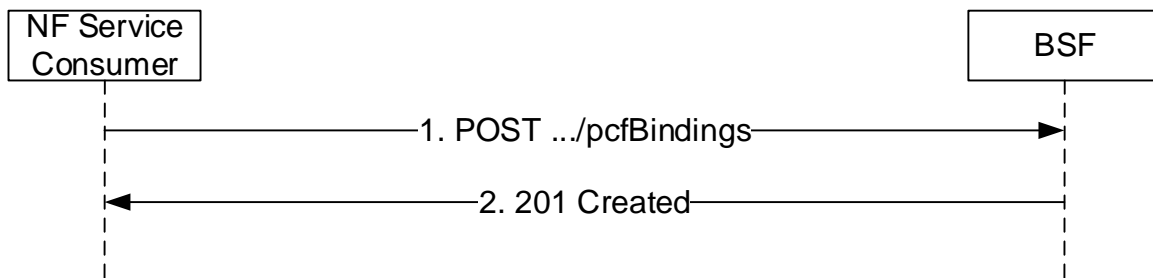 NF Service
Consumer
BSF
1. POST .../pcfBindings
2. 201 Created